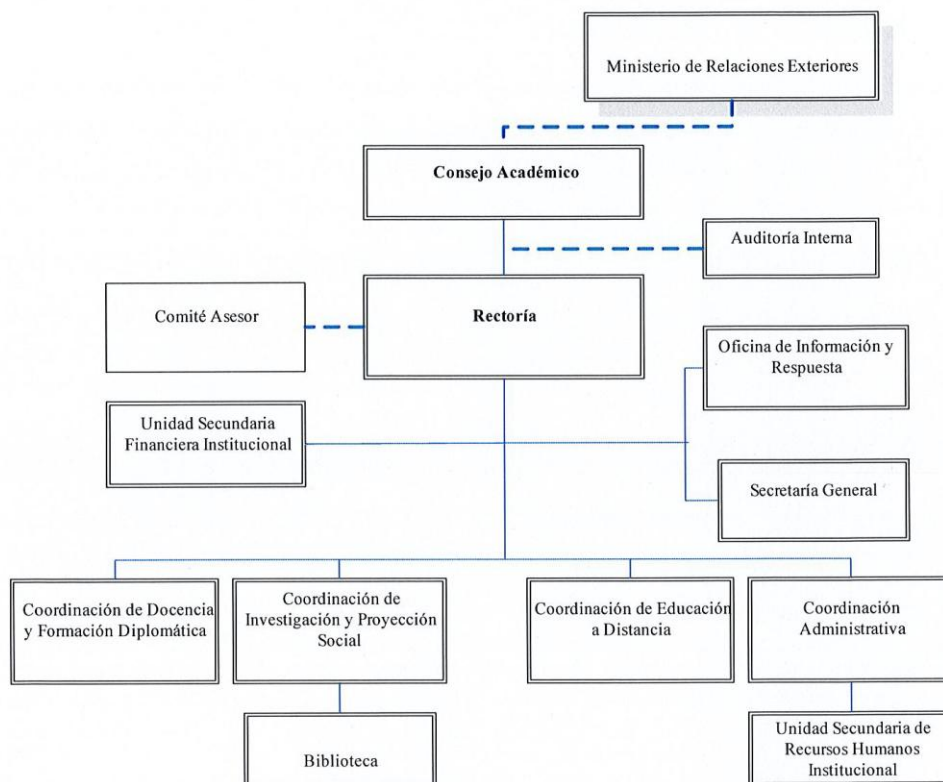 Ministerio de Relaciones Exteriores
Consejo Académico
Auditoría Interna
Comité Asesor
Rectoría
Oficina de Información y
Respuesta
Unidad Secundaria
Financiera Institucional
Secretaría General
Coordinación de Docencia
y Formación Diplomática
Coordinación de
Investigación y Proyección
Social
Coordinación de Educación
a Distancia
Coordinación
Administrativa
Biblioteca
Unidad Secundaria de
Recursos Humanos
Institucional